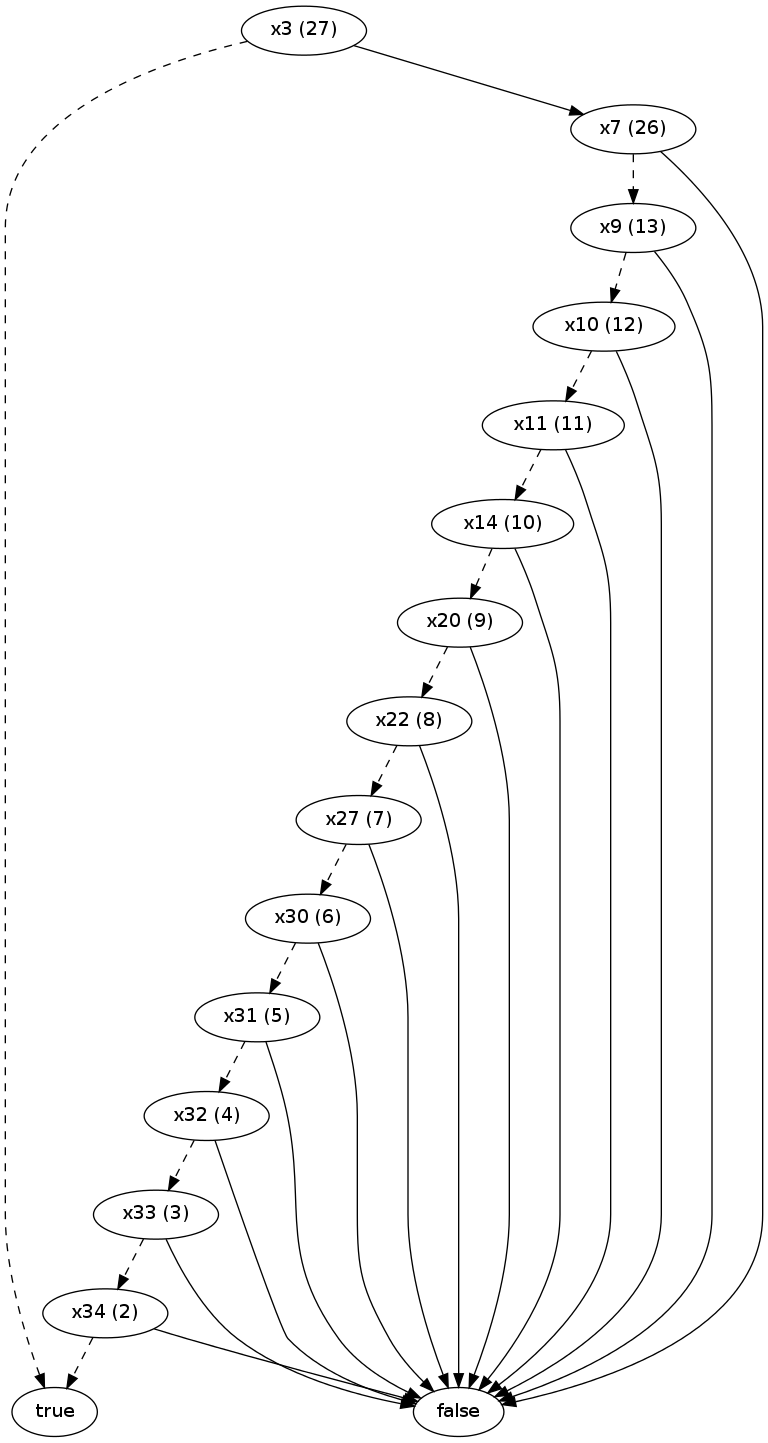 x3 (27)
x7 (26)
x9 (13)
x10 (12)
x11 (11)
x14 (10)
x20 (9)
x22 (8)
x27 (7)
x30 (6)
x31 (5)
x32 (4)
x33 (3)
x34 (2)
true
false